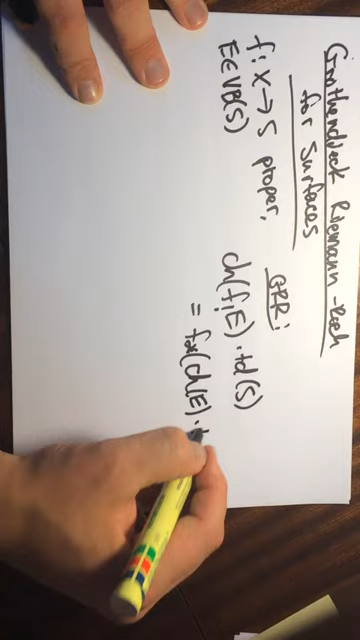 Grothendieck Riemann-Roch
for Surfaces
f: X → S proper,
E ∈ VB(S)
GRR:
ch(f!E)·td(S)
= f*(ch(E)·t